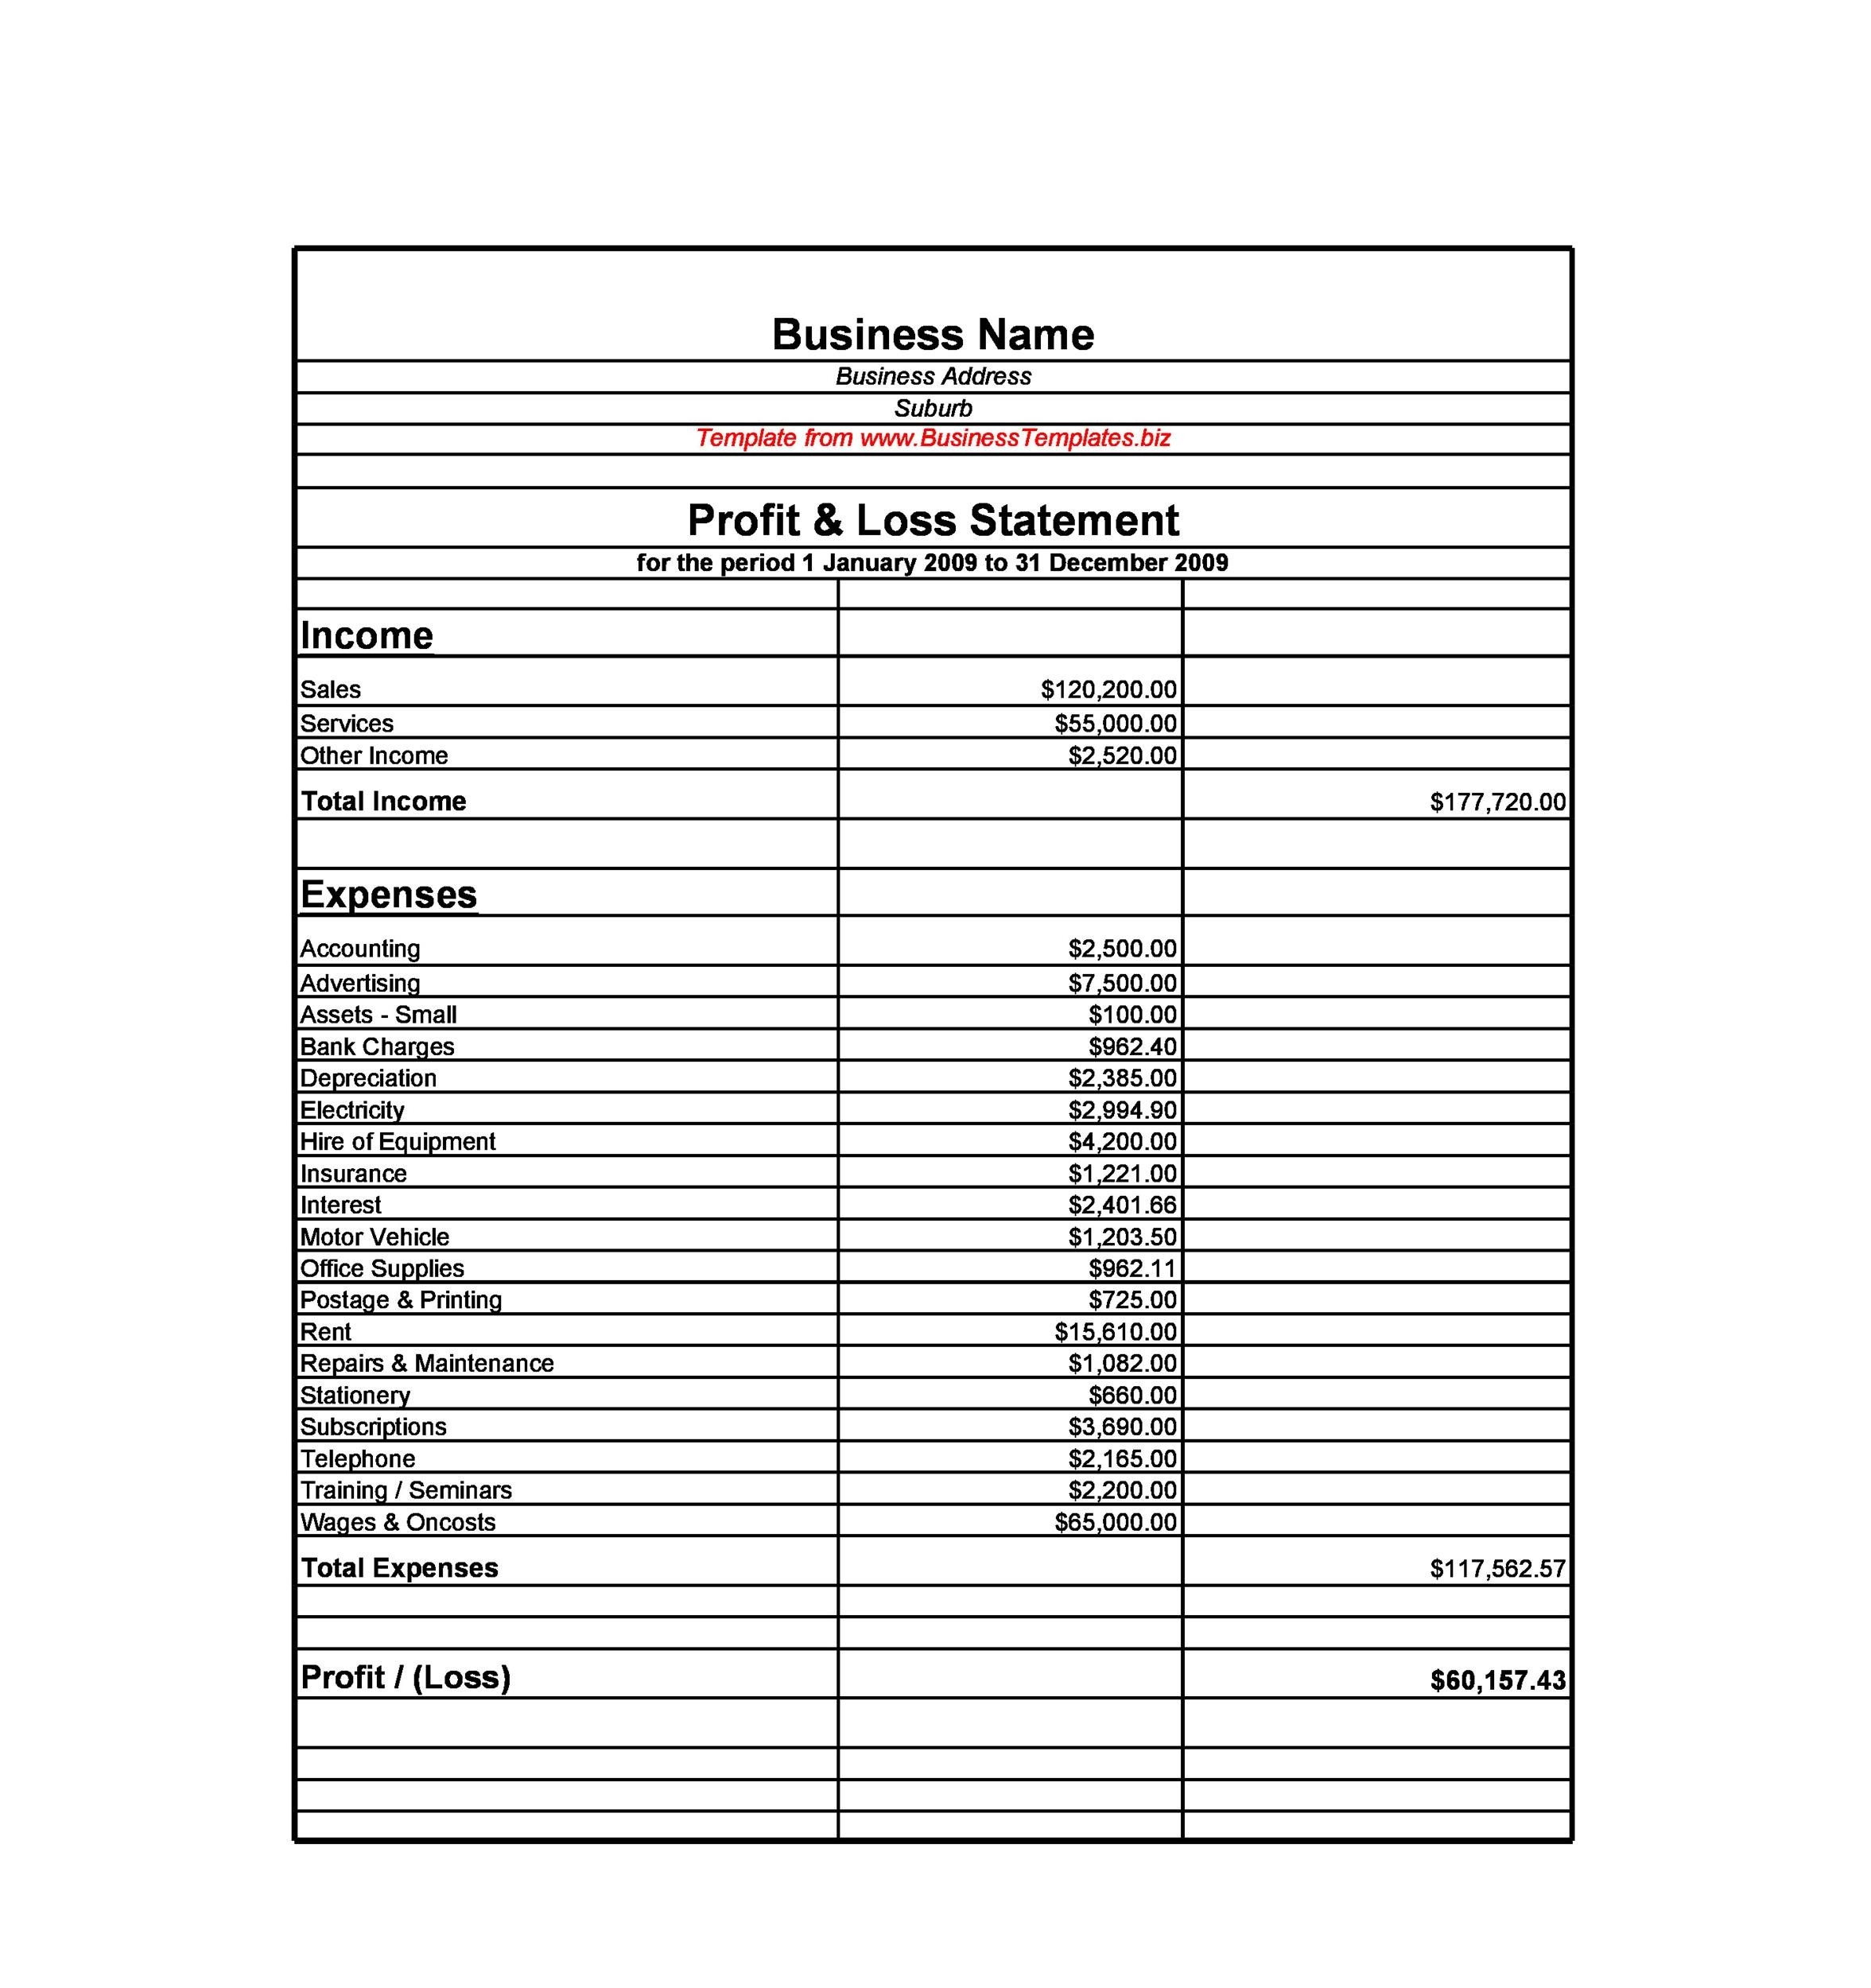 Business Name
Business Address
Suburb
Template from www.BusinessTemplates.biz
Profit & Loss Statement
for the period 1 January 2009 to 31 December 2009
Income
Sales $120,200.00
Services $55,000.00
Other Income $2,520.00
Total Income $177,720.00
Expenses
Accounting $2,500.00
Advertising $7,500.00
Assets - Small $100.00
Bank Charges $962.40
Depreciation $2,385.00
Electricity $2,994.90
Hire of Equipment $4,200.00
Insurance $1,221.00
Interest $2,401.66
Motor Vehicle $1,203.50
Office Supplies $962.11
Postage & Printing $725.00
Rent $15,610.00
Repairs & Maintenance $1,082.00
Stationery $660.00
Subscriptions $3,690.00
Telephone $2,165.00
Training / Seminars $2,200.00
Wages & Oncosts $65,000.00
Total Expenses $117,562.57
Profit / (Loss) $60,157.43